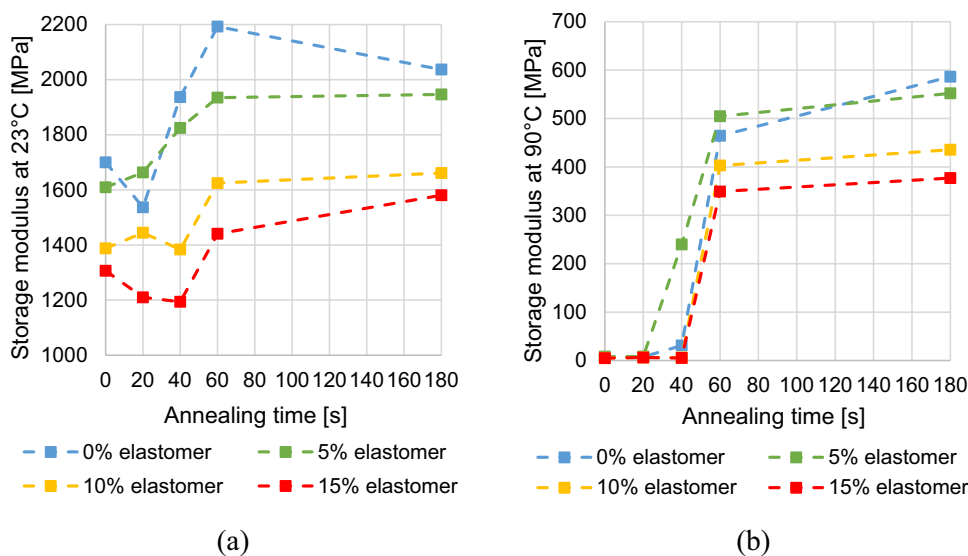 Storage modulus at 23°C [MPa]
2200
2000
1800
1600
1400
1200
1000
0 20 40 60 80 100 120 140 160 180
Annealing time [s]
0% elastomer 5% elastomer
10% elastomer 15% elastomer
(a)
Storage modulus at 90°C [MPa]
700
600
500
400
300
200
100
0
0 20 40 60 80 100 120 140 160 180
Annealing time [s]
0% elastomer 5% elastomer
10% elastomer 15% elastomer
(b)